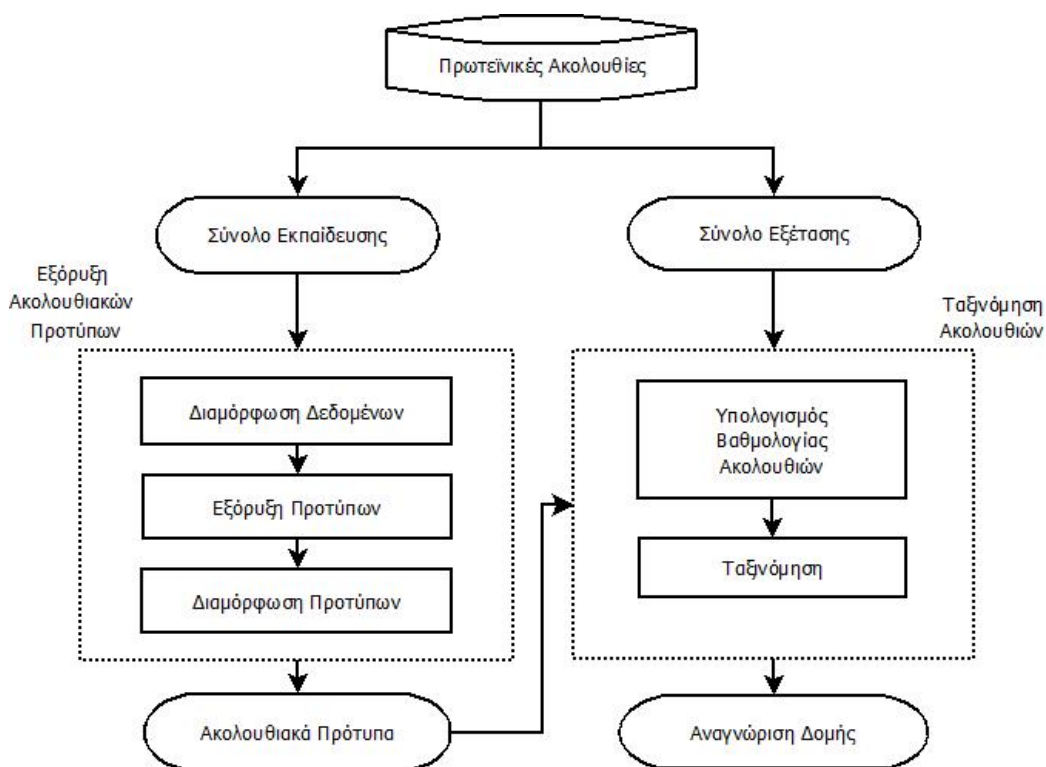 Πρωτεϊνικές Ακολουθίες
Σύνολο Εκπαίδευσης
Σύνολο Εξέτασης
Εξόρυξη
Ακολουθιακών
Προτύπων
Ταξινόμηση
Ακολουθιών
Διαμόρφωση Δεδομένων
Εξόρυξη Προτύπων
Διαμόρφωση Προτύπων
Υπολογισμός
Βαθμολογίας
Ακολουθιών
Ταξινόμηση
Ακολουθιακά Πρότυπα
Αναγνώριση Δομής